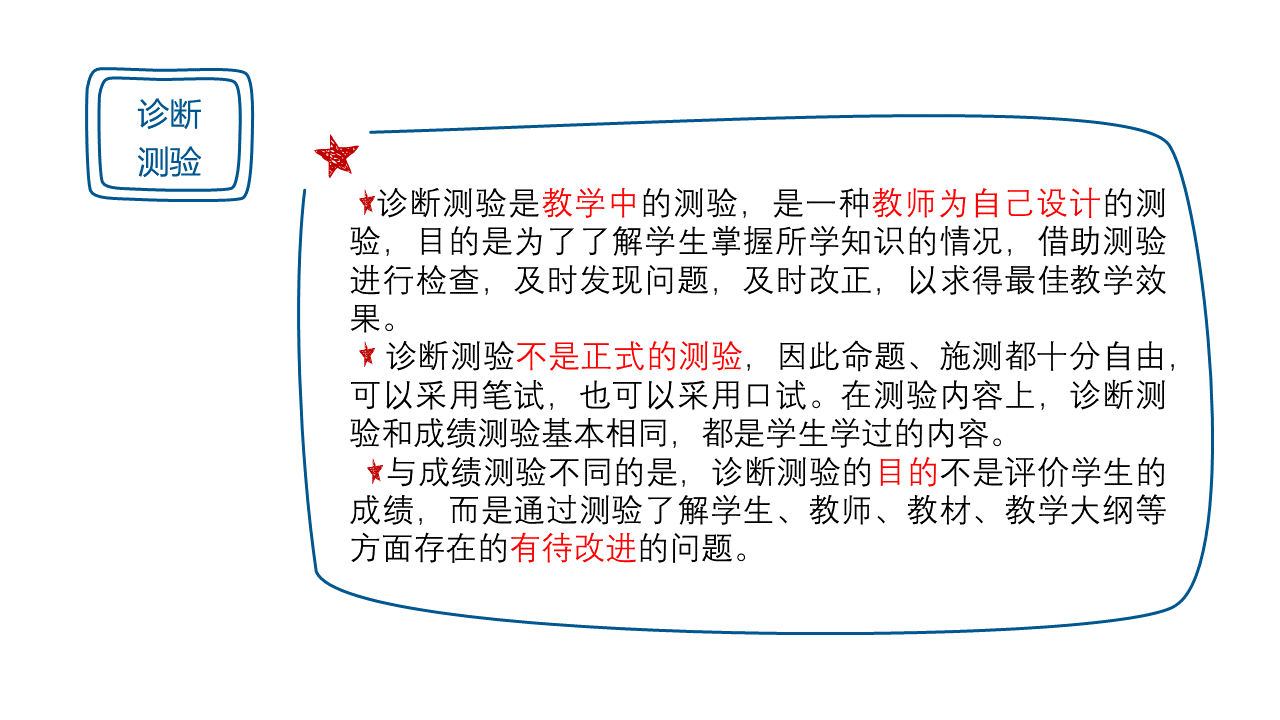 诊断
测验
诊断测验是教学中的测验，是一种教师为自己设计的测
验，目的是为了了解学生掌握所学知识的情况，借助测验
进行检查，及时发现问题，及时改正，以求得最佳教学效
果。
诊断测验不是正式的测验，因此命题、施测都十分自由，
可以采用笔试，也可以采用口试。在测验内容上，诊断测
验和成绩测验基本相同，都是学生学过的内容。
与成绩测验不同的是，诊断测验的目的不是评价学生的
成绩，而是通过测验了解学生、教师、教材、教学大纲等
方面存在的有待改进的问题。